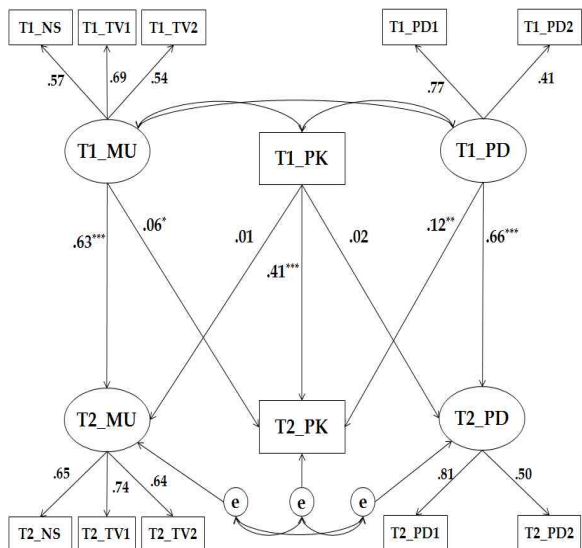 T1_NS T1_TV1 T1_TV2 T1_PD1 T1_PD2
.57 .69 .54 .77 .41
T1_MU T1_PK T1_PD
.63*** .06* .01 .41*** .02 .12** .66***
T2_MU T2_PK T2_PD
.65 .74 .64 e e e .81 .50
T2_NS T2_TV1 T2_TV2 T2_PD1 T2_PD2